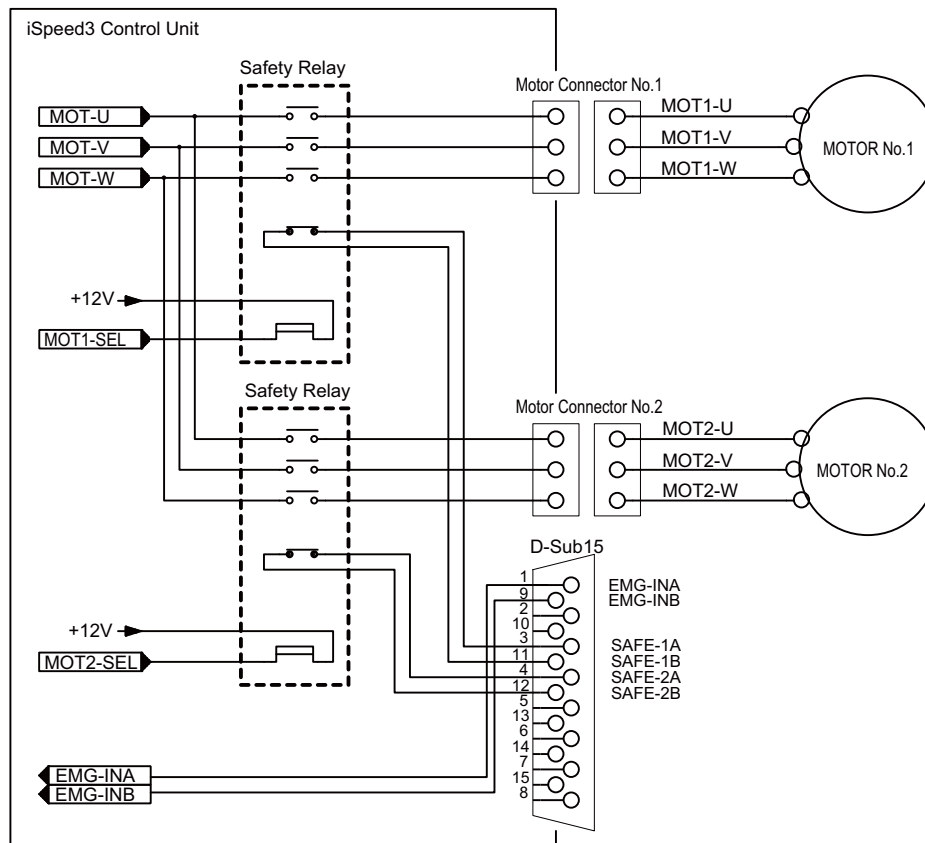 iSpeed3 Control Unit
Safety Relay
Motor Connector No.1
MOT-U
MOT1-U
MOT-V
MOT1-V
MOTOR No.1
MOT-W
MOT1-W
+12V
MOT1-SEL
Safety Relay
Motor Connector No.2
MOT2-U
MOT2-V
MOTOR No.2
MOT2-W
D-Sub15
1
EMG-INA
9
EMG-INB
2
10
+12V
3
SAFE-1A
11
SAFE-1B
MOT2-SEL
4
SAFE-2A
12
SAFE-2B
5
13
6
14
7
EMG-INA
15
EMG-INB
8